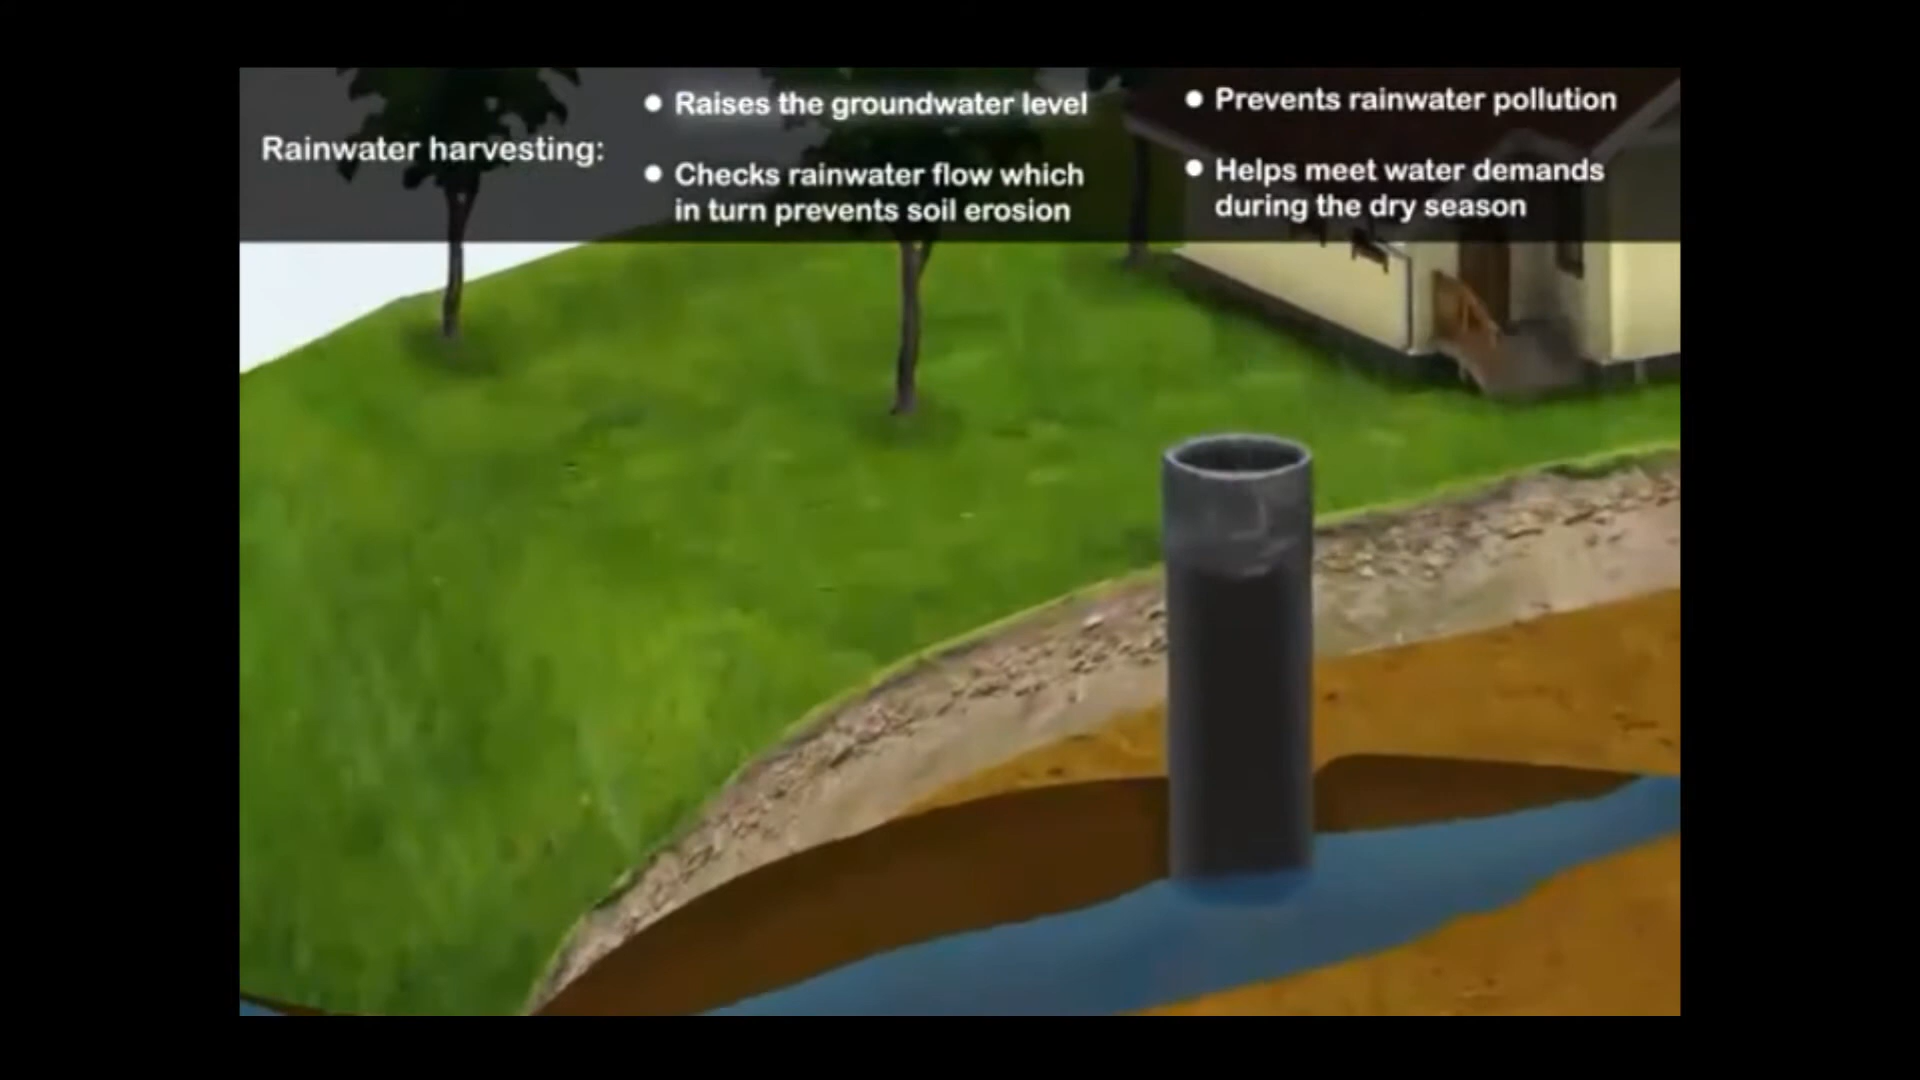 Rainwater harvesting:
● Raises the groundwater level
● Checks rainwater flow which
in turn prevents soil erosion
● Prevents rainwater pollution
● Helps meet water demands
during the dry season